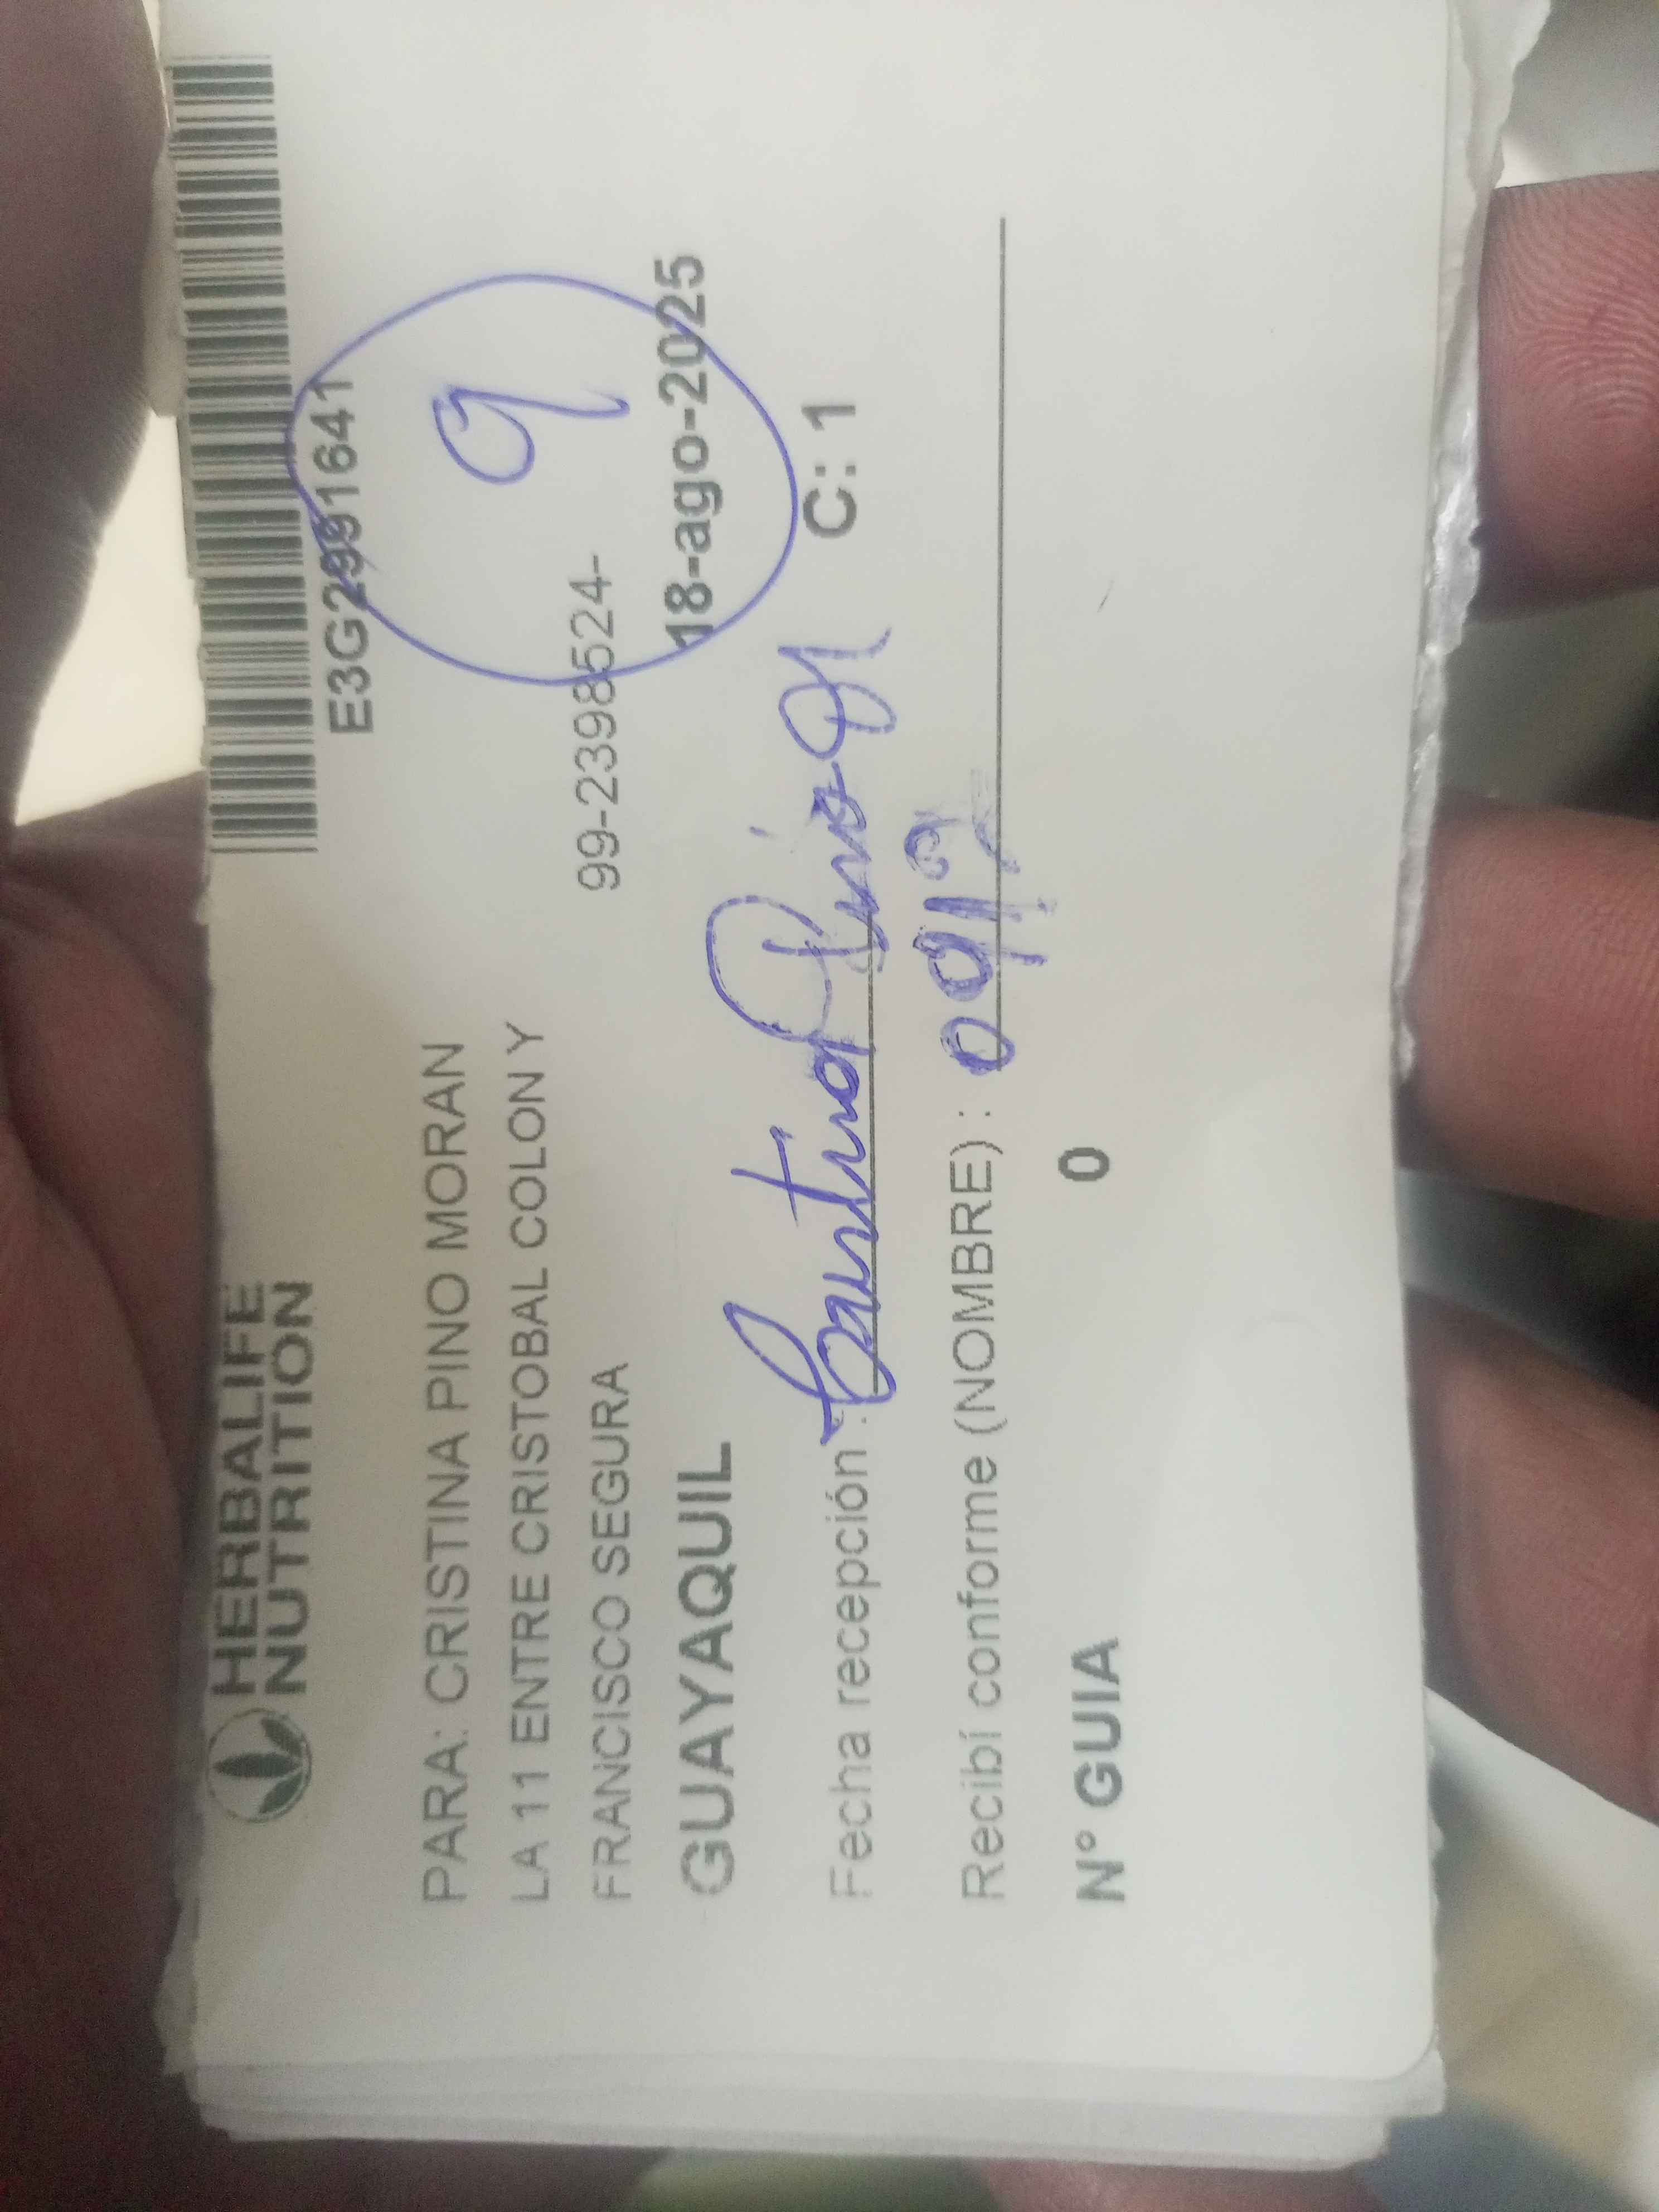 HERBALIFE
NUTRITION
E3G2991641
PARA: CRISTINA PINO MORAN
9
LA 11 ENTRE CRISTOBAL COLON Y
FRANCISCO SEGURA
99-2398524-
GUAYAQUIL
18-ago-2025
Fecha recepción :
C: 1
Recibí conforme (NOMBRE) :
N° GUIA
0